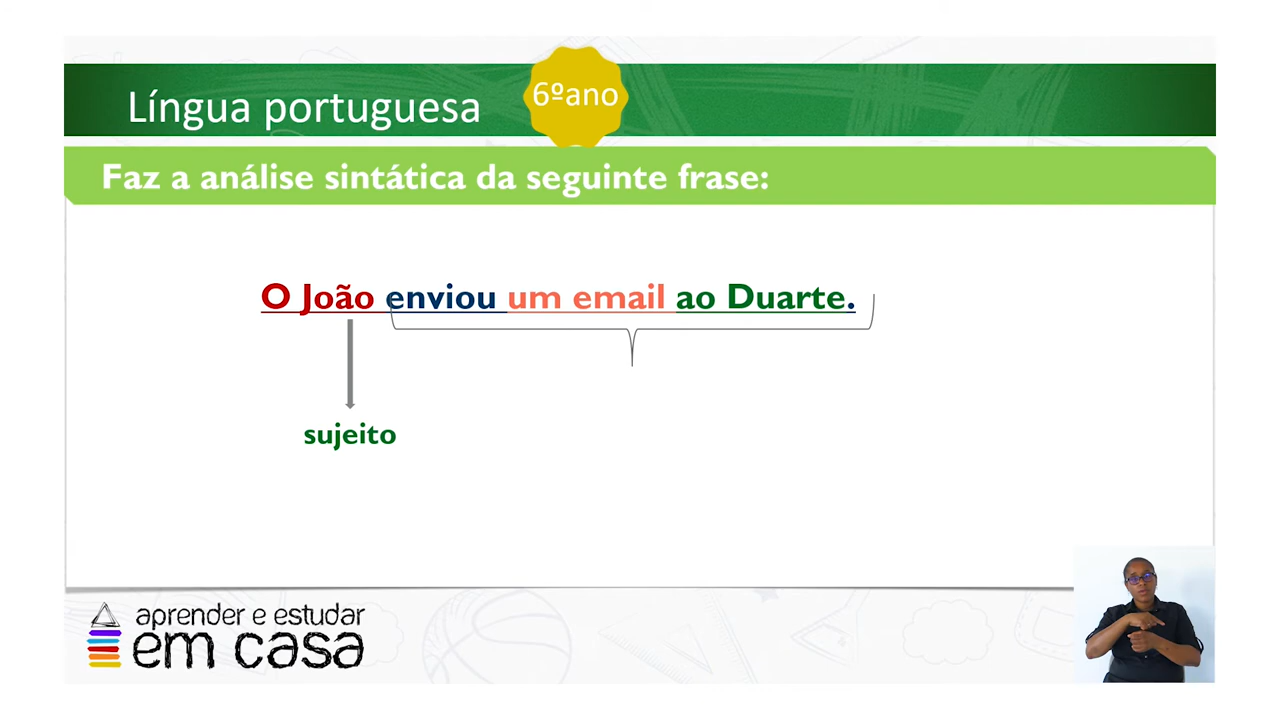 Língua portuguesa
6ºano
Faz a análise sintática da seguinte frase:
O João enviou um email ao Duarte.
sujeito
aprender e estudar
em casa